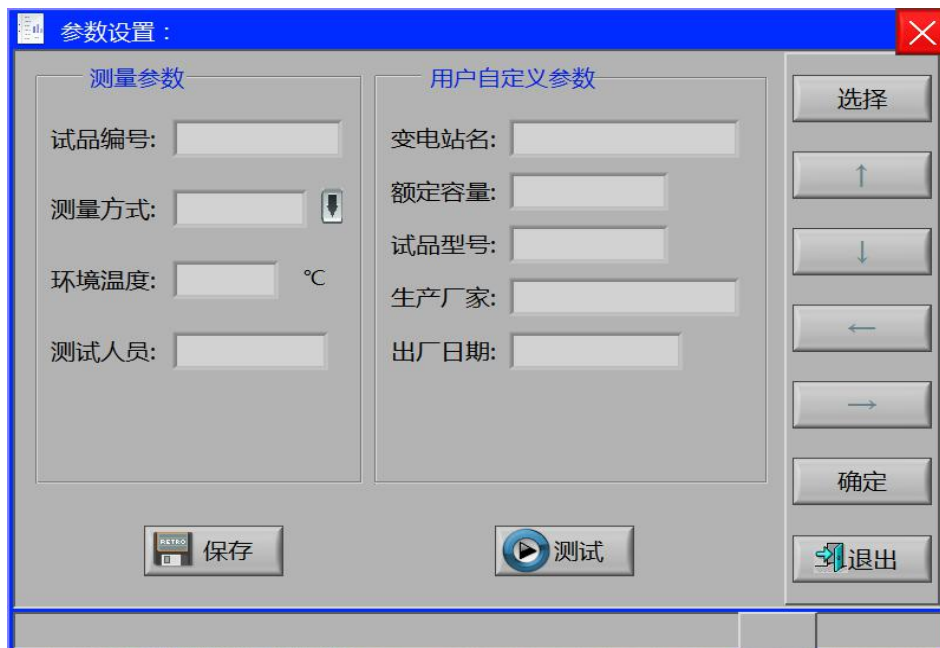 参数设置：
测量参数
试品编号:
测量方式:
环境温度: ℃
测试人员:
用户自定义参数
变电站名:
额定容量:
试品型号:
生产厂家:
出厂日期:
RETRO
保存
测试
选择
↑
↓
←
→
确定
退出